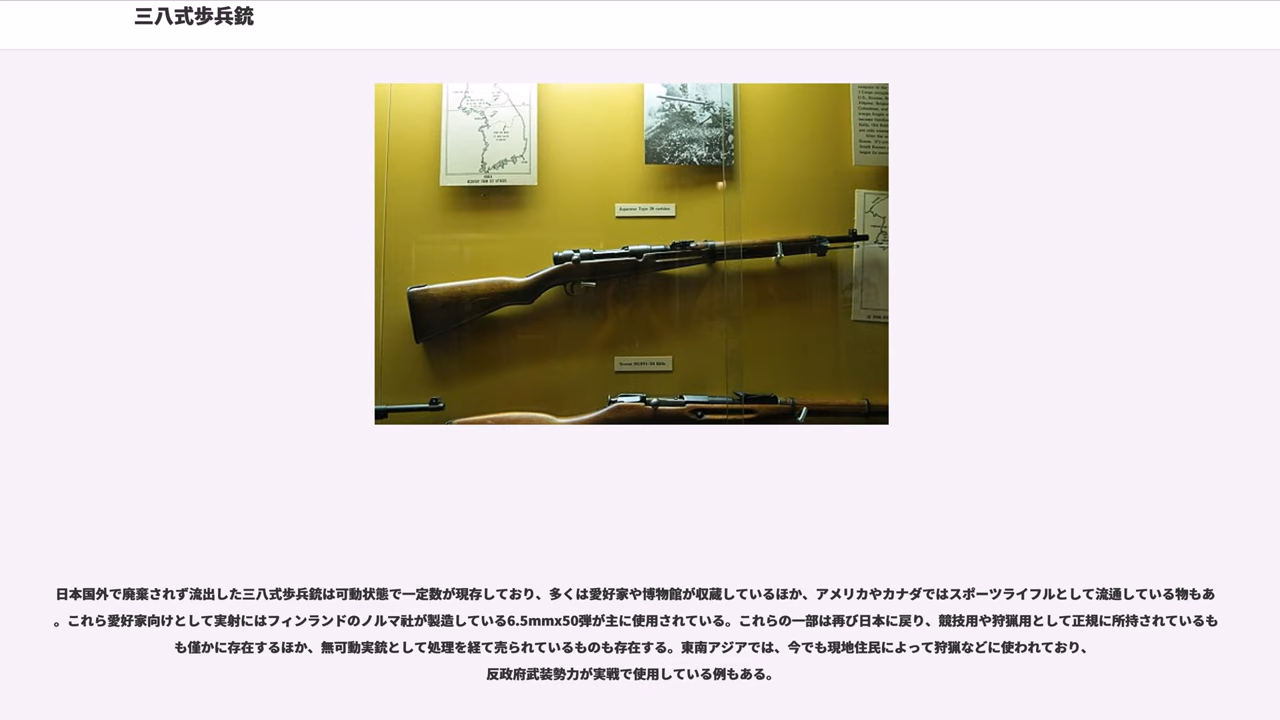 三八式歩兵銃
Japanese Type 38 carbine
日本国外で廃棄されず流出した三八式歩兵銃は可動状態で一定数が現存しており、多くは愛好家や博物館が収蔵しているほか、アメリカやカナダではスポーツライフルとして流通している物もあ
。これら愛好家向けとして実射にはフィンランドのノルマ社が製造している6.5mmx50弾が主に使用されている。これらの一部は再び日本に戻り、競技用や狩猟用として正規に所持されているも
も僅かに存在するほか、無可動実銃として処理を経て売られているものも存在する。東南アジアでは、今でも現地住民によって狩猟などに使われており、
反政府武装勢力が実戦で使用している例もある。